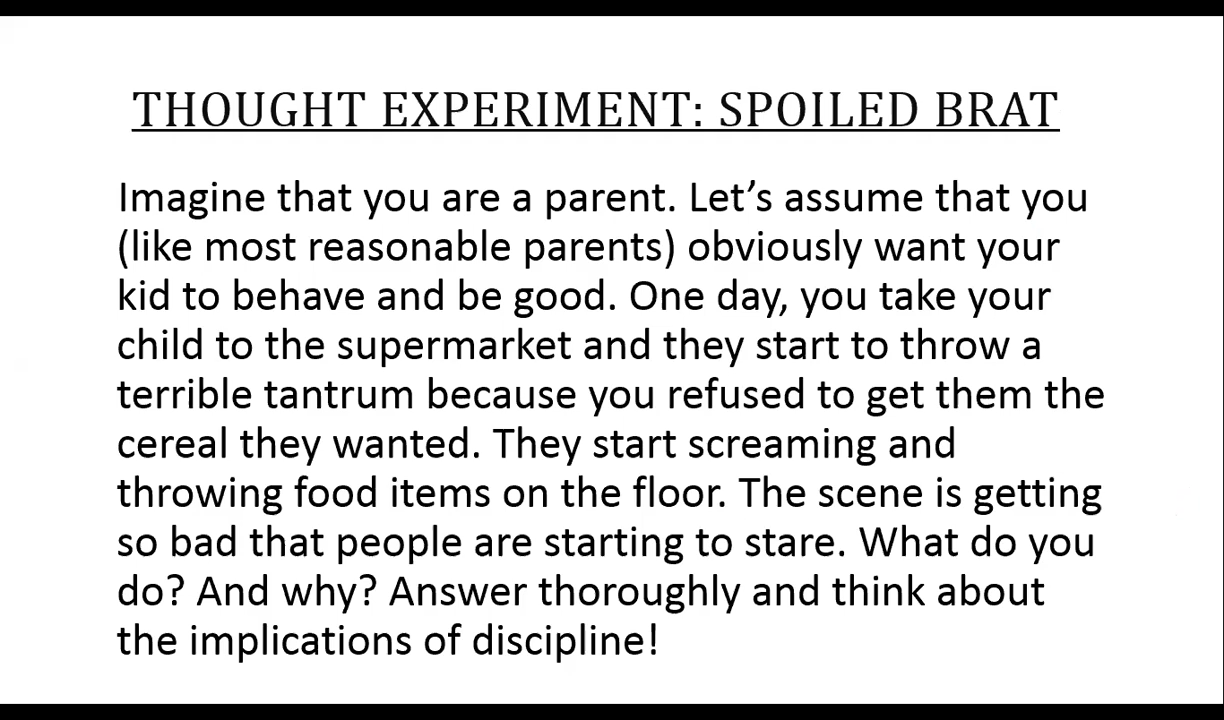 THOUGHT EXPERIMENT: SPOILED BRAT
Imagine that you are a parent. Let’s assume that you
(like most reasonable parents) obviously want your
kid to behave and be good. One day, you take your
child to the supermarket and they start to throw a
terrible tantrum because you refused to get them the
cereal they wanted. They start screaming and
throwing food items on the floor. The scene is getting
so bad that people are starting to stare. What do you
do? And why? Answer thoroughly and think about
the implications of discipline!